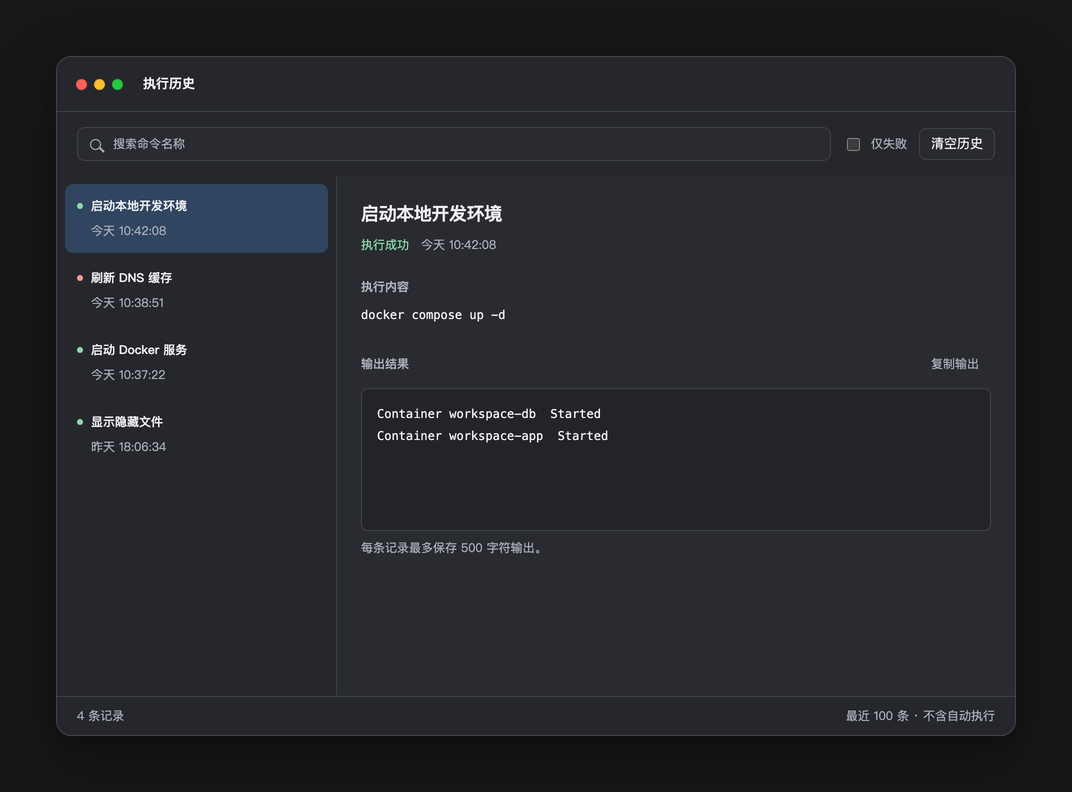 执行历史
搜索命令名称
仅失败
清空历史
启动本地开发环境
今天 10:42:08
刷新 DNS 缓存
今天 10:38:51
启动 Docker 服务
今天 10:37:22
显示隐藏文件
昨天 18:06:34
启动本地开发环境
执行成功 今天 10:42:08
执行内容
docker compose up -d
输出结果
复制输出
Container workspace-db  Started
Container workspace-app  Started
每条记录最多保存 500 字符输出。
4 条记录
最近 100 条 · 不含自动执行